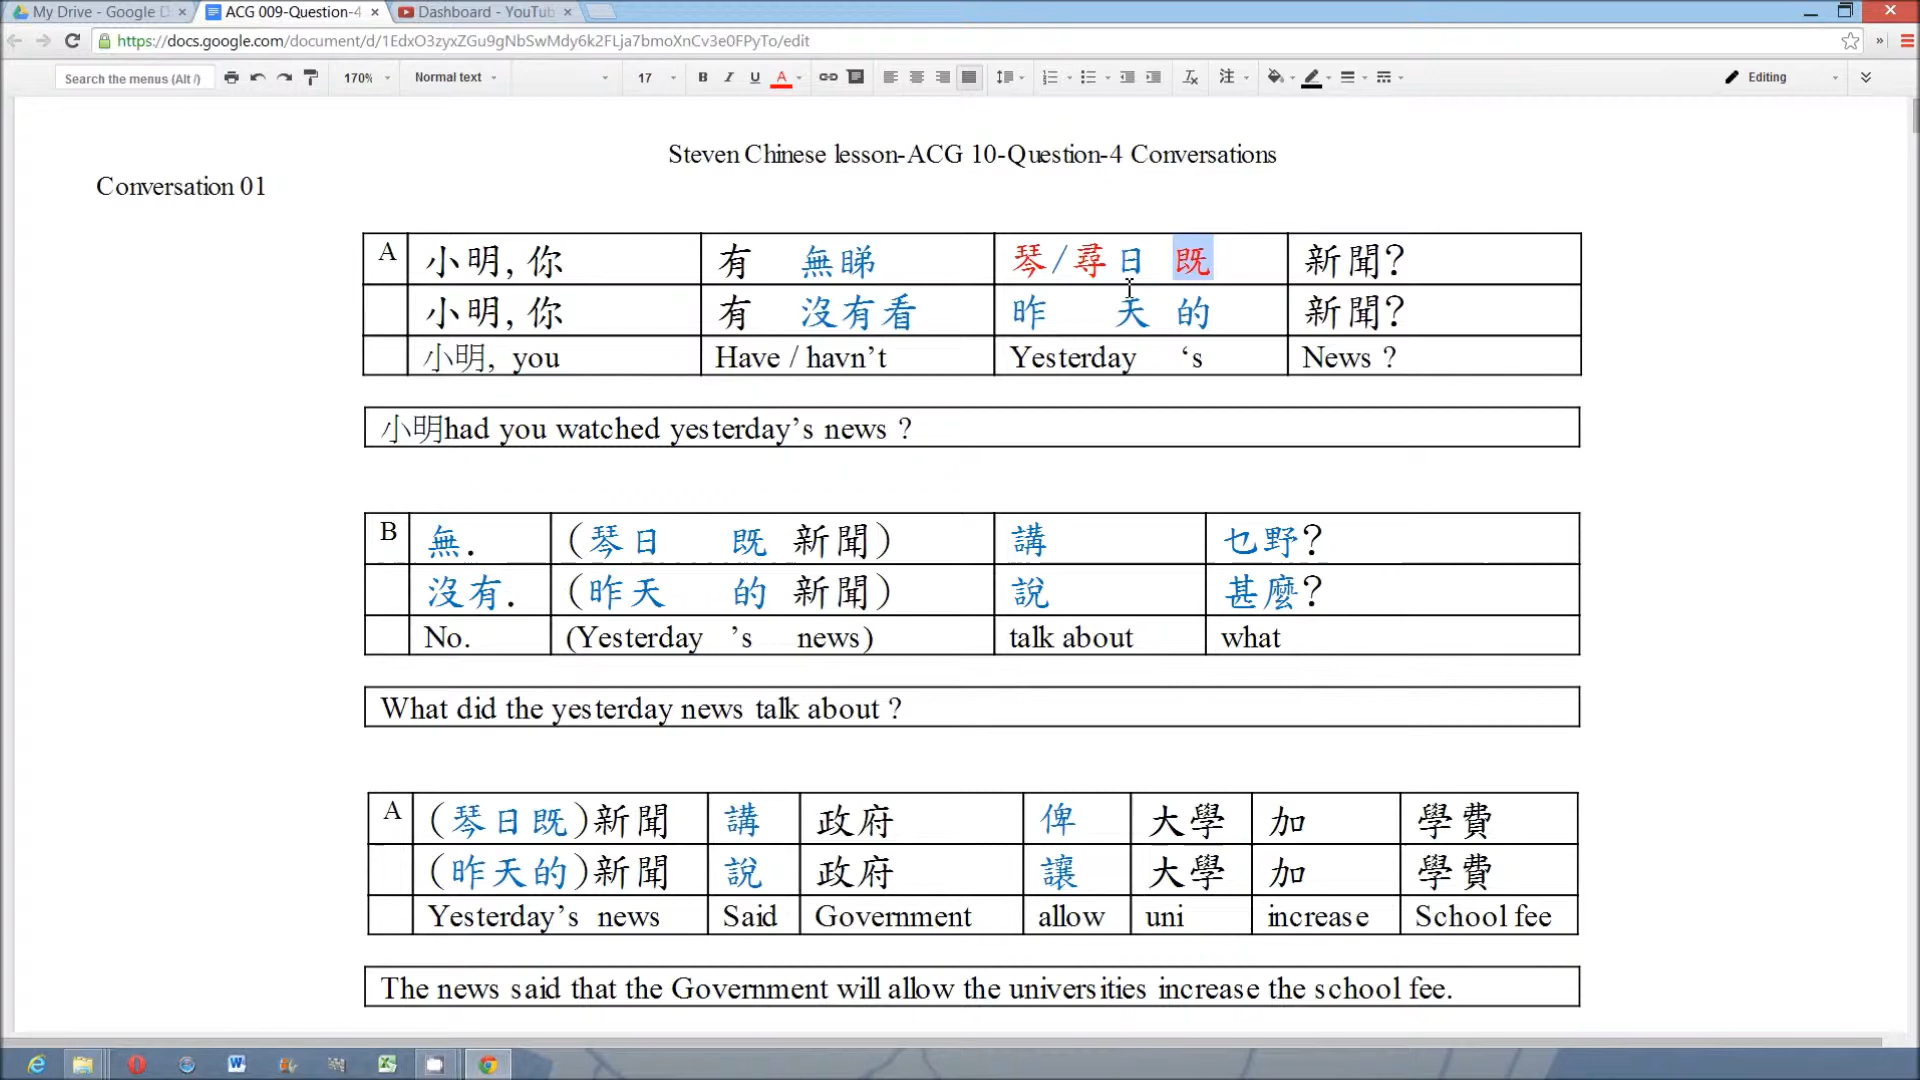 My Drive - Google D
ACG 009-Question-4
Dashboard - YouTub
https://docs.google.com/document/d/1EdxO3zyxZGu9gNbSwMdy6k2FLja7bmoXnCv3e0FPyTo/edit
Search the menus (Alt /) 170% Normal text 17 B I U A 注 Editing
Steven Chinese lesson-ACG 10-Question-4 Conversations
Conversation 01
A 小明, 你 有 無睇 琴/尋日 既 新聞?
小明, 你 有 沒有看 昨 天 的 新聞?
小明, you Have / havn’t Yesterday ‘s News ?
小明had you watched yesterday’s news ?
B 無. (琴日 既 新聞) 講 乜野?
沒有. (昨天 的 新聞) 說 甚麼?
No. (Yesterday ’s news) talk about what
What did the yesterday news talk about ?
A (琴日既)新聞 講 政府 俾 大學 加 學費
(昨天的)新聞 說 政府 讓 大學 加 學費
Yesterday’s news Said Government allow uni increase School fee
The news said that the Government will allow the universities increase the school fee.